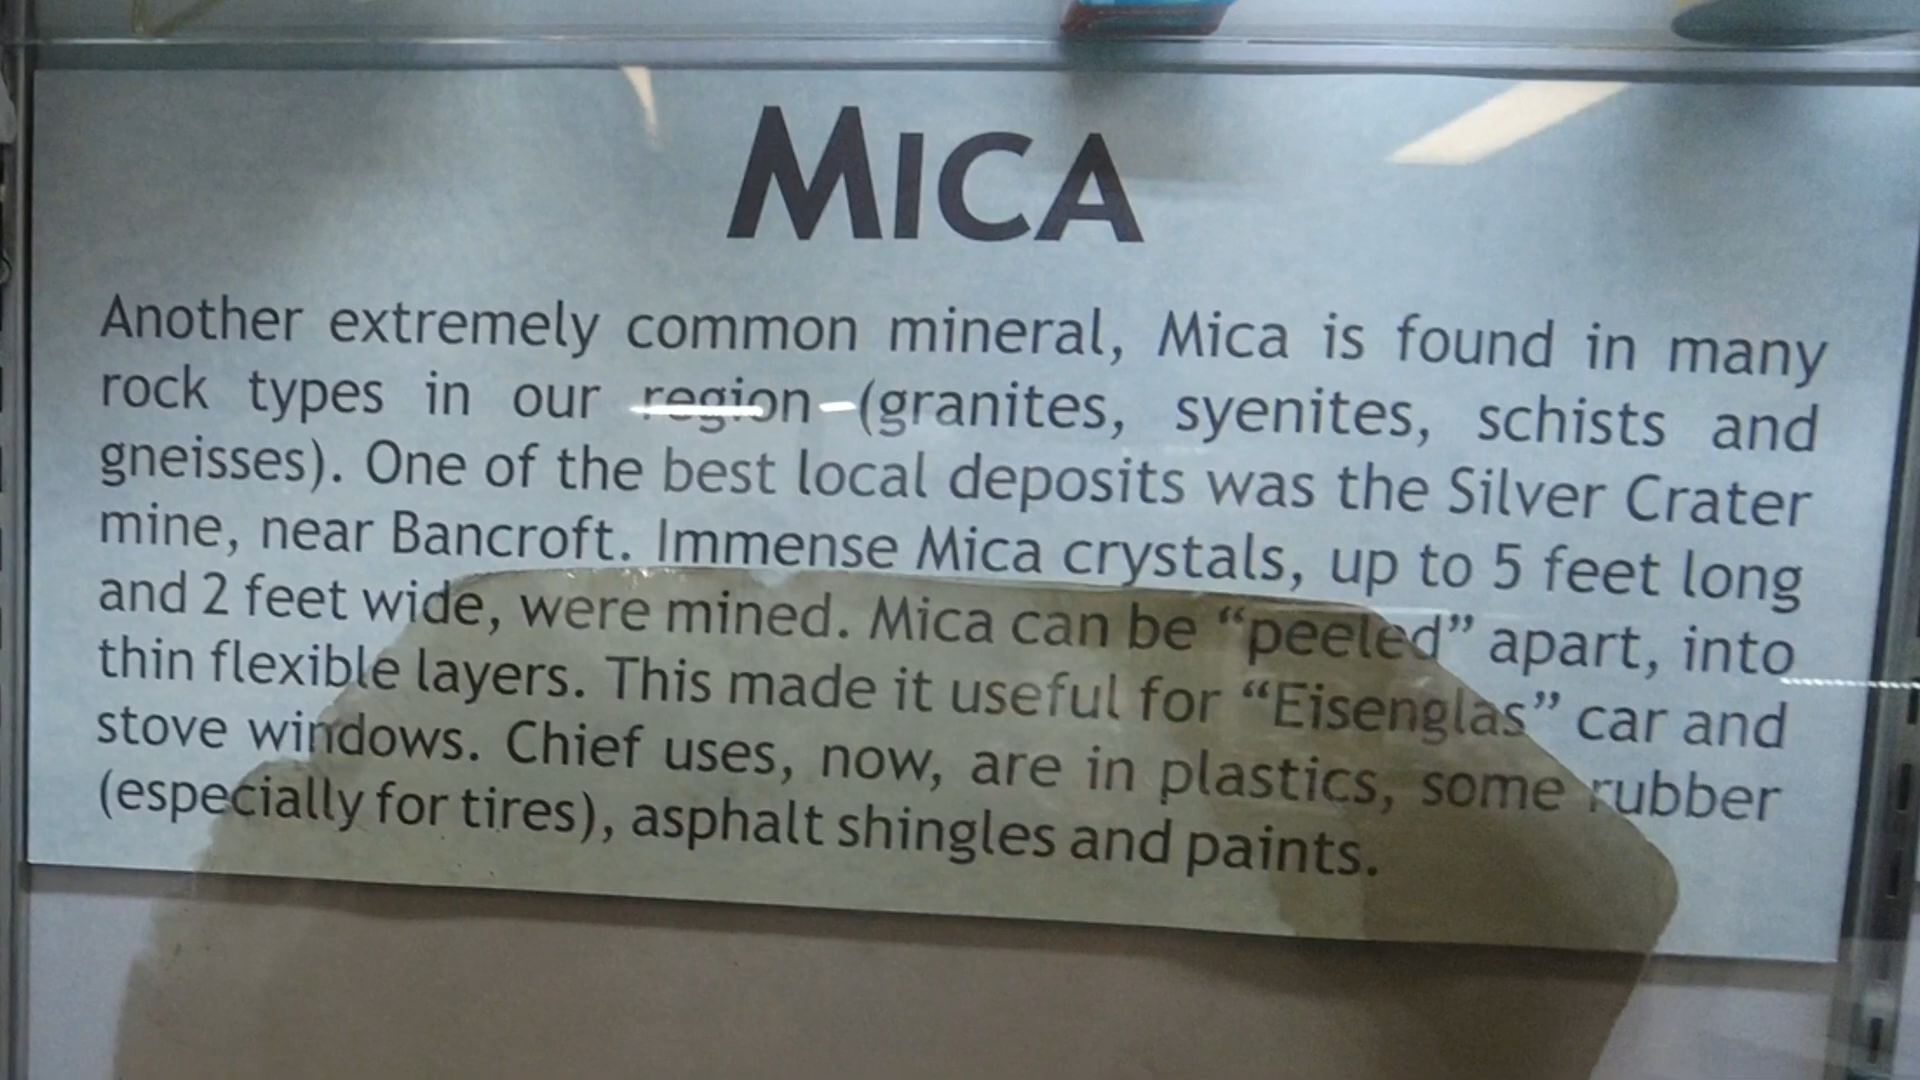 MICA
Another extremely common mineral, Mica is found in many
rock types in our region (granites, syenites, schists and
gneisses). One of the best local deposits was the Silver Crater
mine, near Bancroft. Immense Mica crystals, up to 5 feet long
and 2 feet wide, were mined. Mica can be “peeled” apart, into
thin flexible layers. This made it useful for “Eisenglas” car and
stove windows. Chief uses, now, are in plastics, some rubber
(especially for tires), asphalt shingles and paints.